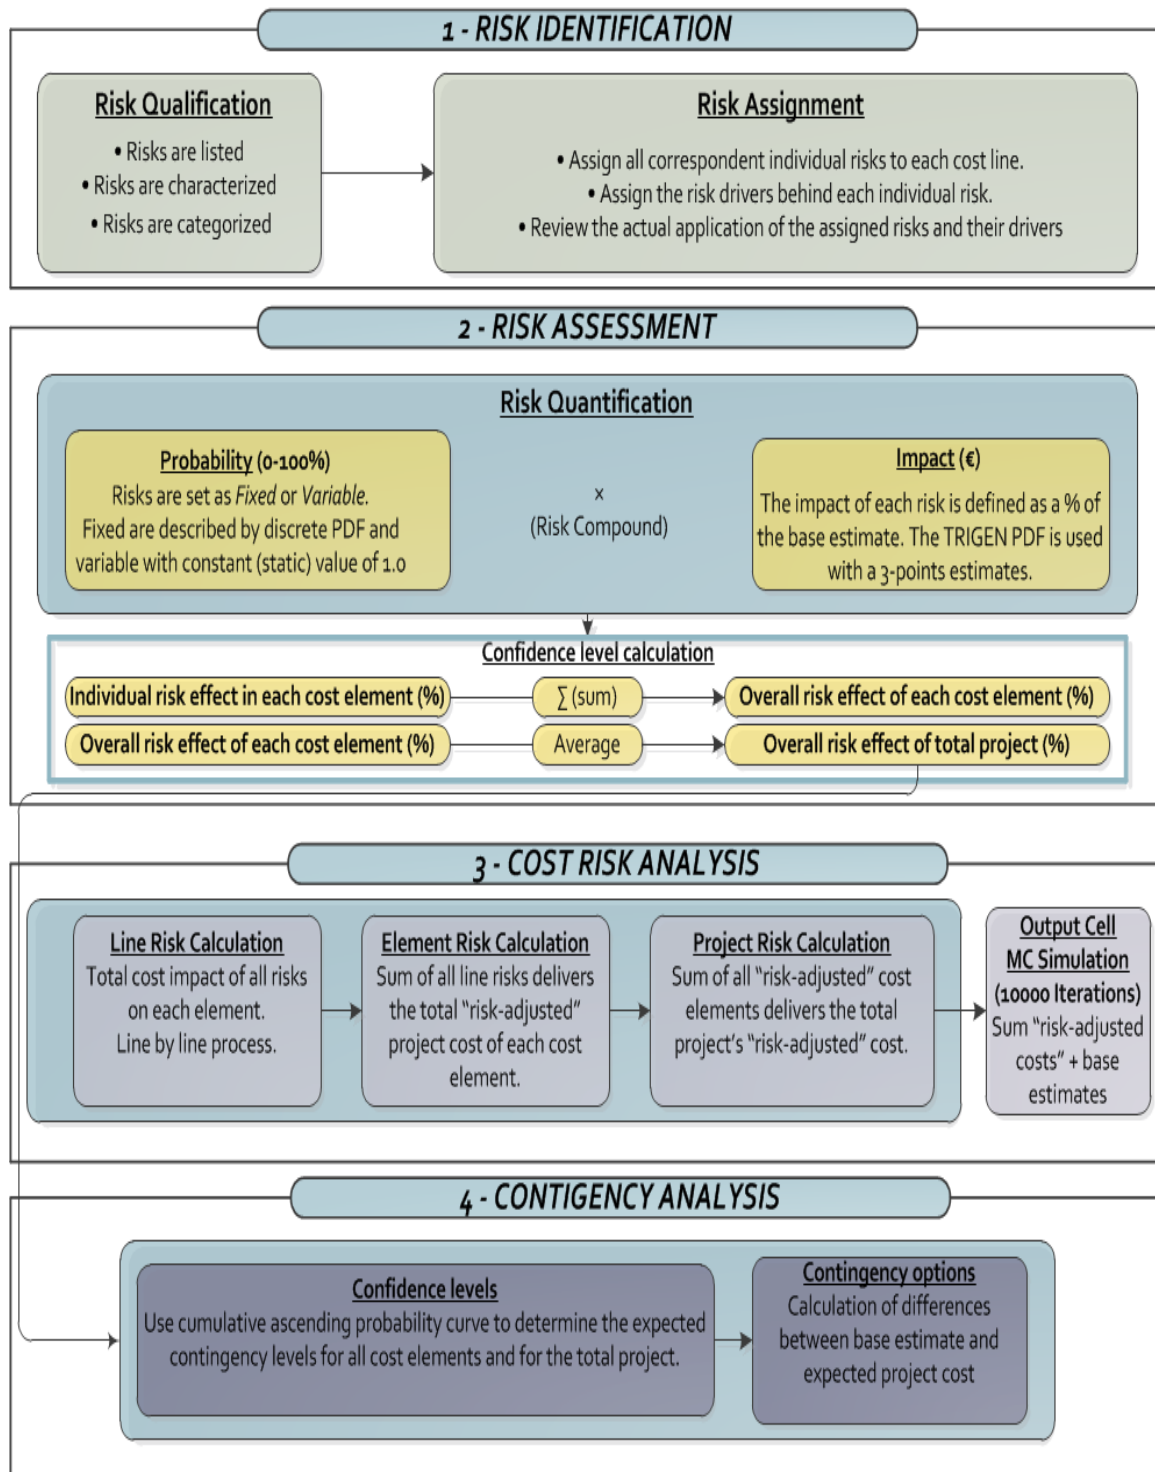 1 - RISK IDENTIFICATION
Risk Qualification
• Risks are listed
• Risks are characterized
• Risks are categorized
Risk Assignment
• Assign all correspondent individual risks to each cost line.
• Assign the risk drivers behind each individual risk.
• Review the actual application of the assigned risks and their drivers
2 - RISK ASSESSMENT
Risk Quantification
Probability (0-100%)
Risks are set as Fixed or Variable.
Fixed are described by discrete PDF and
variable with constant (static) value of 1.0
×
(Risk Compound)
Impact (€)
The impact of each risk is defined as a % of
the base estimate. The TRIGEN PDF is used
with a 3-points estimates.
Confidence level calculation
Individual risk effect in each cost element (%)
∑ (sum)
Overall risk effect of each cost element (%)
Overall risk effect of each cost element (%)
Average
Overall risk effect of total project (%)
3 - COST RISK ANALYSIS
Line Risk Calculation
Total cost impact of all risks
on each element.
Line by line process.
Element Risk Calculation
Sum of all line risks delivers
the total “risk-adjusted”
project cost of each cost
element.
Project Risk Calculation
Sum of all “risk-adjusted” cost
elements delivers the total
project's “risk-adjusted” cost.
Output Cell
MC Simulation
(10000 Iterations)
Sum “risk-adjusted
costs” + base
estimates
4 - CONTIGENCY ANALYSIS
Confidence levels
Use cumulative ascending probability curve to determine the expected
contingency levels for all cost elements and for the total project.
Contingency options
Calculation of differences
between base estimate and
expected project cost